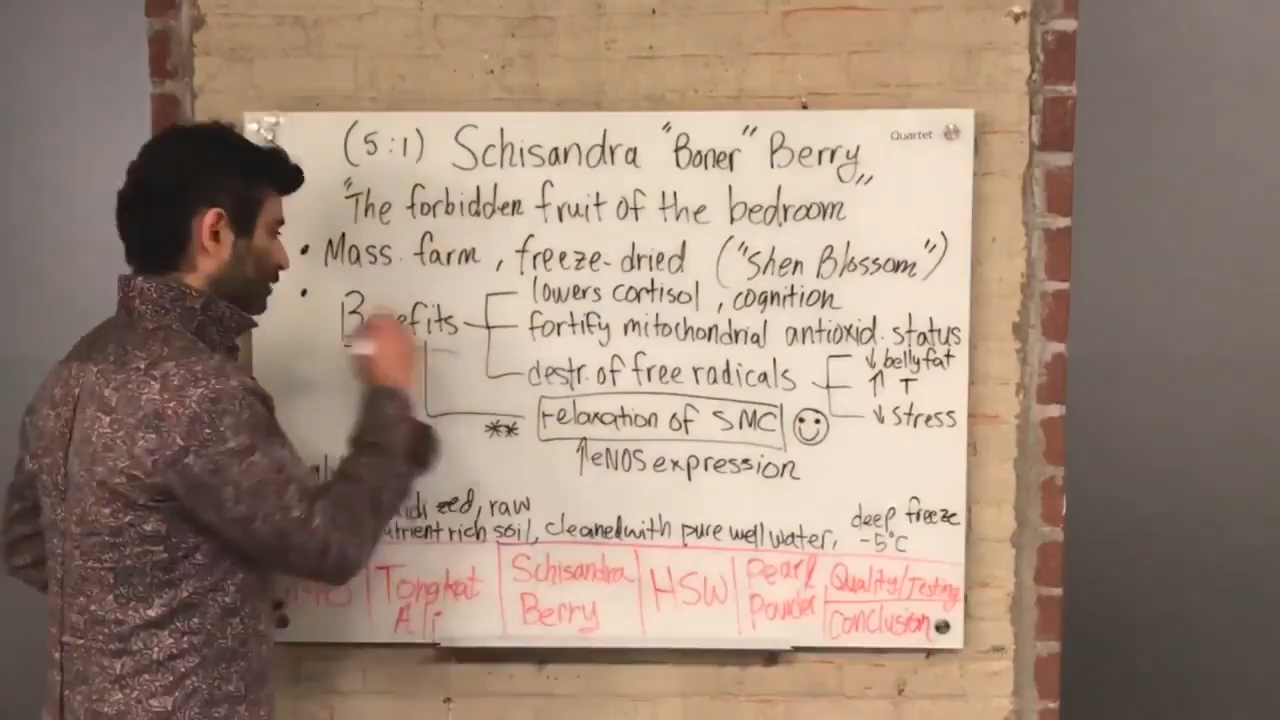 Quartet
(5:1) Schisandra "Boner" Berry
"The forbidden fruit of the bedroom"
• Mass. farm, freeze-dried ("Shen Blossom")
• lowers cortisol, cognition
fortify mitochondrial antioxid. status
destr. of free radicals
↓ belly fat
↑ T
↓ stress
** relaxation of SMC
↑eNOS expression
raw
rich soil, cleaned with pure well water, deep freeze
-5°C
Tongkat
Ali
Schisandra
Berry
HSW
Pearl
Powder
Quality/Testing
Conclusion